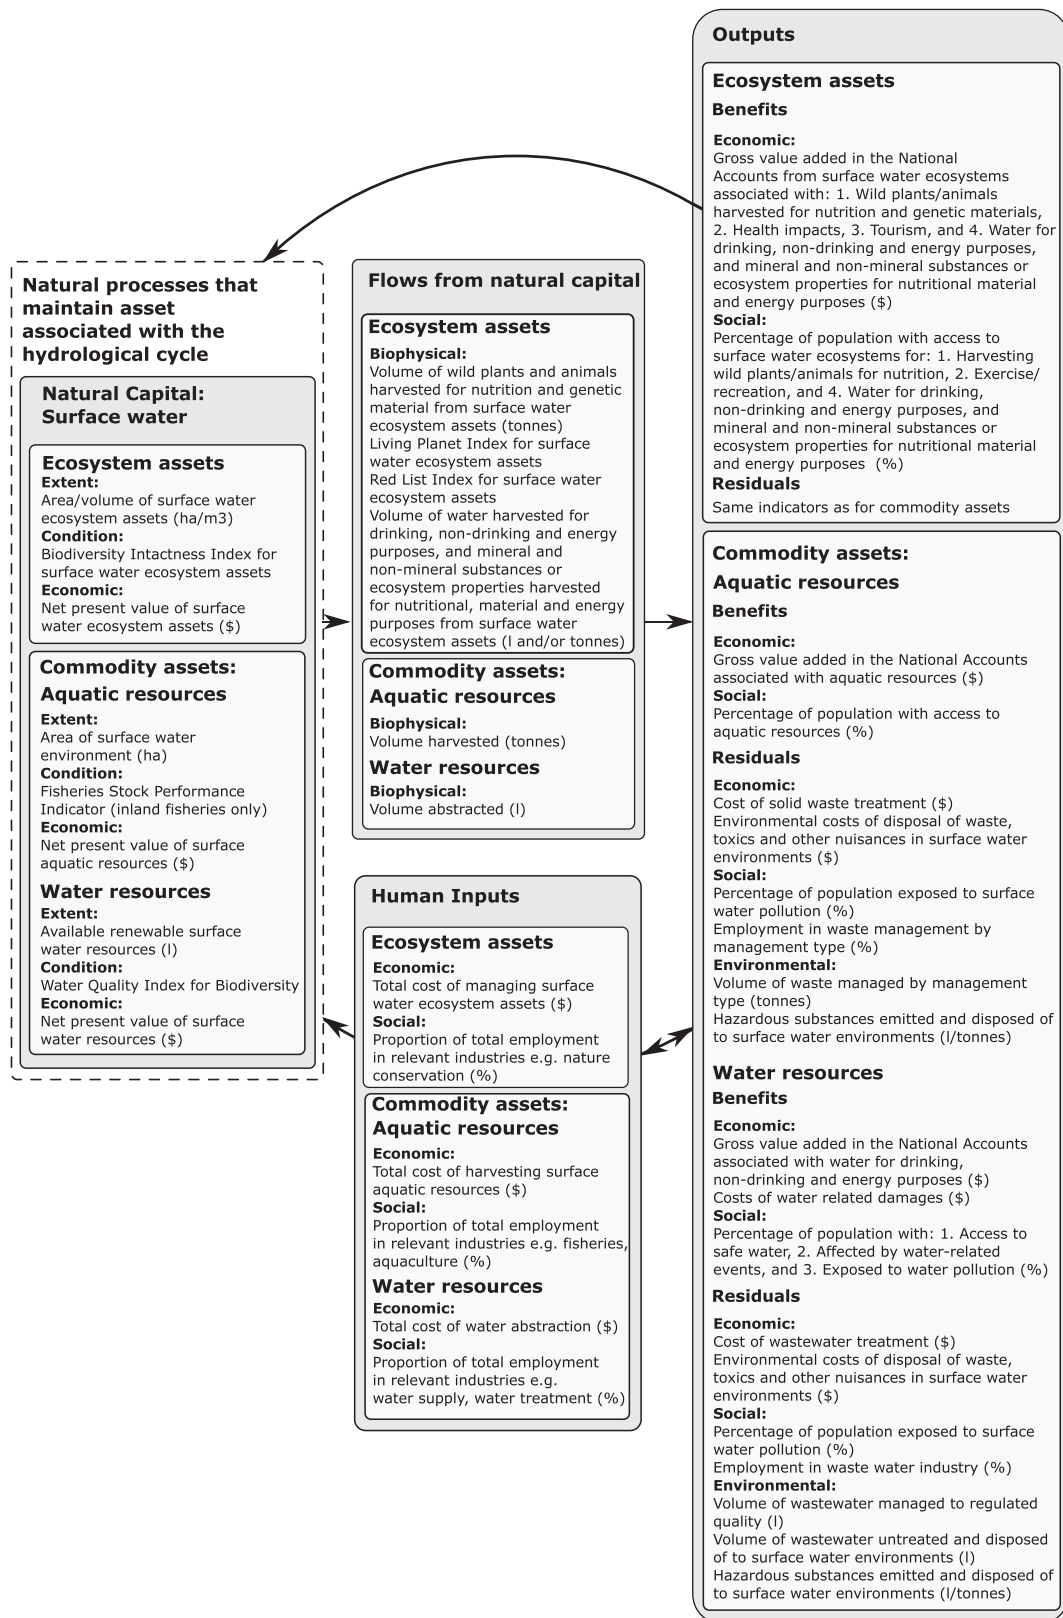 Natural processes that
maintain asset
associated with the
hydrological cycle
Natural Capital:
Surface water
Ecosystem assets
Extent:
Area/volume of surface water
ecosystem assets (ha/m3)
Condition:
Biodiversity Intactness Index for
surface water ecosystem assets
Economic:
Net present value of surface
water ecosystem assets ($)
Commodity assets:
Aquatic resources
Extent:
Area of surface water
environment (ha)
Condition:
Fisheries Stock Performance
Indicator (inland fisheries only)
Economic:
Net present value of surface
aquatic resources ($)
Water resources
Extent:
Available renewable surface
water resources (l)
Condition:
Water Quality Index for Biodiversity
Economic:
Net present value of surface
water resources ($)
Flows from natural capital
Ecosystem assets
Biophysical:
Volume of wild plants and animals
harvested for nutrition and genetic
material from surface water
ecosystem assets (tonnes)
Living Planet Index for surface
water ecosystem assets
Red List Index for surface water
ecosystem assets
Volume of water harvested for
drinking, non-drinking and energy
purposes, and mineral and
non-mineral substances or
ecosystem properties harvested
for nutritional, material and energy
purposes from surface water
ecosystem assets (l and/or tonnes)
Commodity assets:
Aquatic resources
Biophysical:
Volume harvested (tonnes)
Water resources
Biophysical:
Volume abstracted (l)
Human Inputs
Ecosystem assets
Economic:
Total cost of managing surface
water ecosystem assets ($)
Social:
Proportion of total employment
in relevant industries e.g. nature
conservation (%)
Commodity assets:
Aquatic resources
Economic:
Total cost of harvesting surface
aquatic resources ($)
Social:
Proportion of total employment
in relevant industries e.g. fisheries,
aquaculture (%)
Water resources
Economic:
Total cost of water abstraction ($)
Social:
Proportion of total employment
in relevant industries e.g.
water supply, water treatment (%)
Outputs
Ecosystem assets
Benefits
Economic:
Gross value added in the National
Accounts from surface water ecosystems
associated with: 1. Wild plants/animals
harvested for nutrition and genetic materials,
2. Health impacts, 3. Tourism, and 4. Water for
drinking, non-drinking and energy purposes,
and mineral and non-mineral substances or
ecosystem properties for nutritional material
and energy purposes ($)
Social:
Percentage of population with access to
surface water ecosystems for: 1. Harvesting
wild plants/animals for nutrition, 2. Exercise/
recreation, and 4. Water for drinking,
non-drinking and energy purposes, and
mineral and non-mineral substances or
ecosystem properties for nutritional material
and energy purposes (%)
Residuals
Same indicators as for commodity assets
Commodity assets:
Aquatic resources
Benefits
Economic:
Gross value added in the National Accounts
associated with aquatic resources ($)
Social:
Percentage of population with access to
aquatic resources (%)
Residuals
Economic:
Cost of solid waste treatment ($)
Environmental costs of disposal of waste,
toxics and other nuisances in surface water
environments ($)
Social:
Percentage of population exposed to surface
water pollution (%)
Employment in waste management by
management type (%)
Environmental:
Volume of waste managed by management
type (tonnes)
Hazardous substances emitted and disposed of
to surface water environments (l/tonnes)
Water resources
Benefits
Economic:
Gross value added in the National Accounts
associated with water for drinking,
non-drinking and energy purposes ($)
Costs of water related damages ($)
Social:
Percentage of population with: 1. Access to
safe water, 2. Affected by water-related
events, and 3. Exposed to water pollution (%)
Residuals
Economic:
Cost of wastewater treatment ($)
Environmental costs of disposal of waste,
toxics and other nuisances in surface water
environments ($)
Social:
Percentage of population exposed to surface
water pollution (%)
Employment in waste water industry (%)
Environmental:
Volume of wastewater managed to regulated
quality (l)
Volume of wastewater untreated and disposed
of to surface water environments (l)
Hazardous substances emitted and disposed of
to surface water environments (l/tonnes)